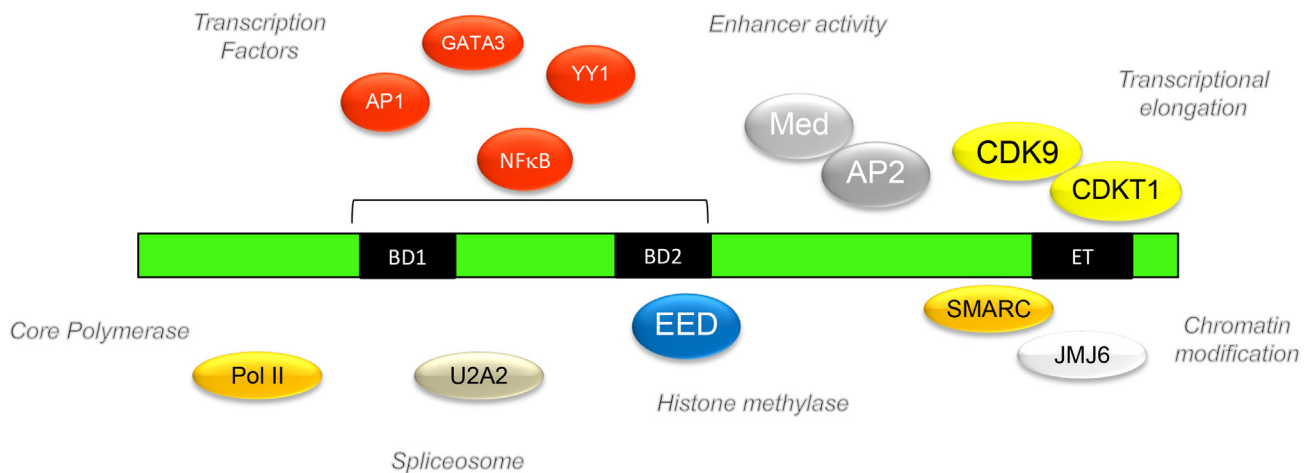 Transcription
Factors
GATA3
YY1
AP1
NFκB
Enhancer activity
Med
AP2
Transcriptional
elongation
CDK9
CDKT1
BD1
BD2
ET
Core Polymerase
Pol II
U2A2
Spliceosome
EED
Histone methylase
SMARC
JMJ6
Chromatin
modification